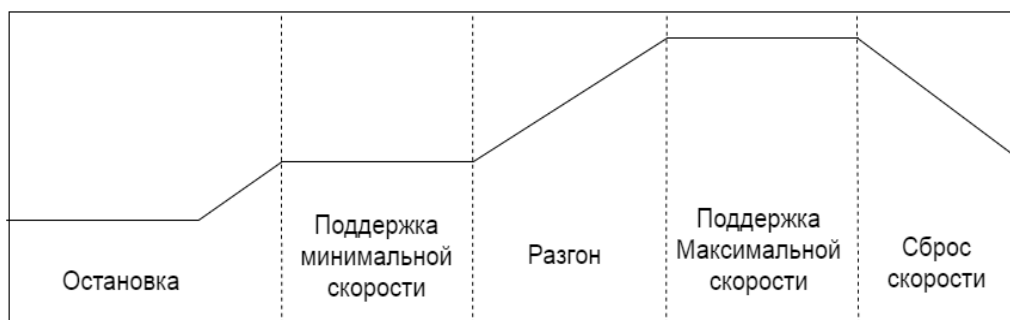 Остановка
Поддержка
минимальной
скорости
Разгон
Поддержка
Максимальной
скорости
Сброс
скорости